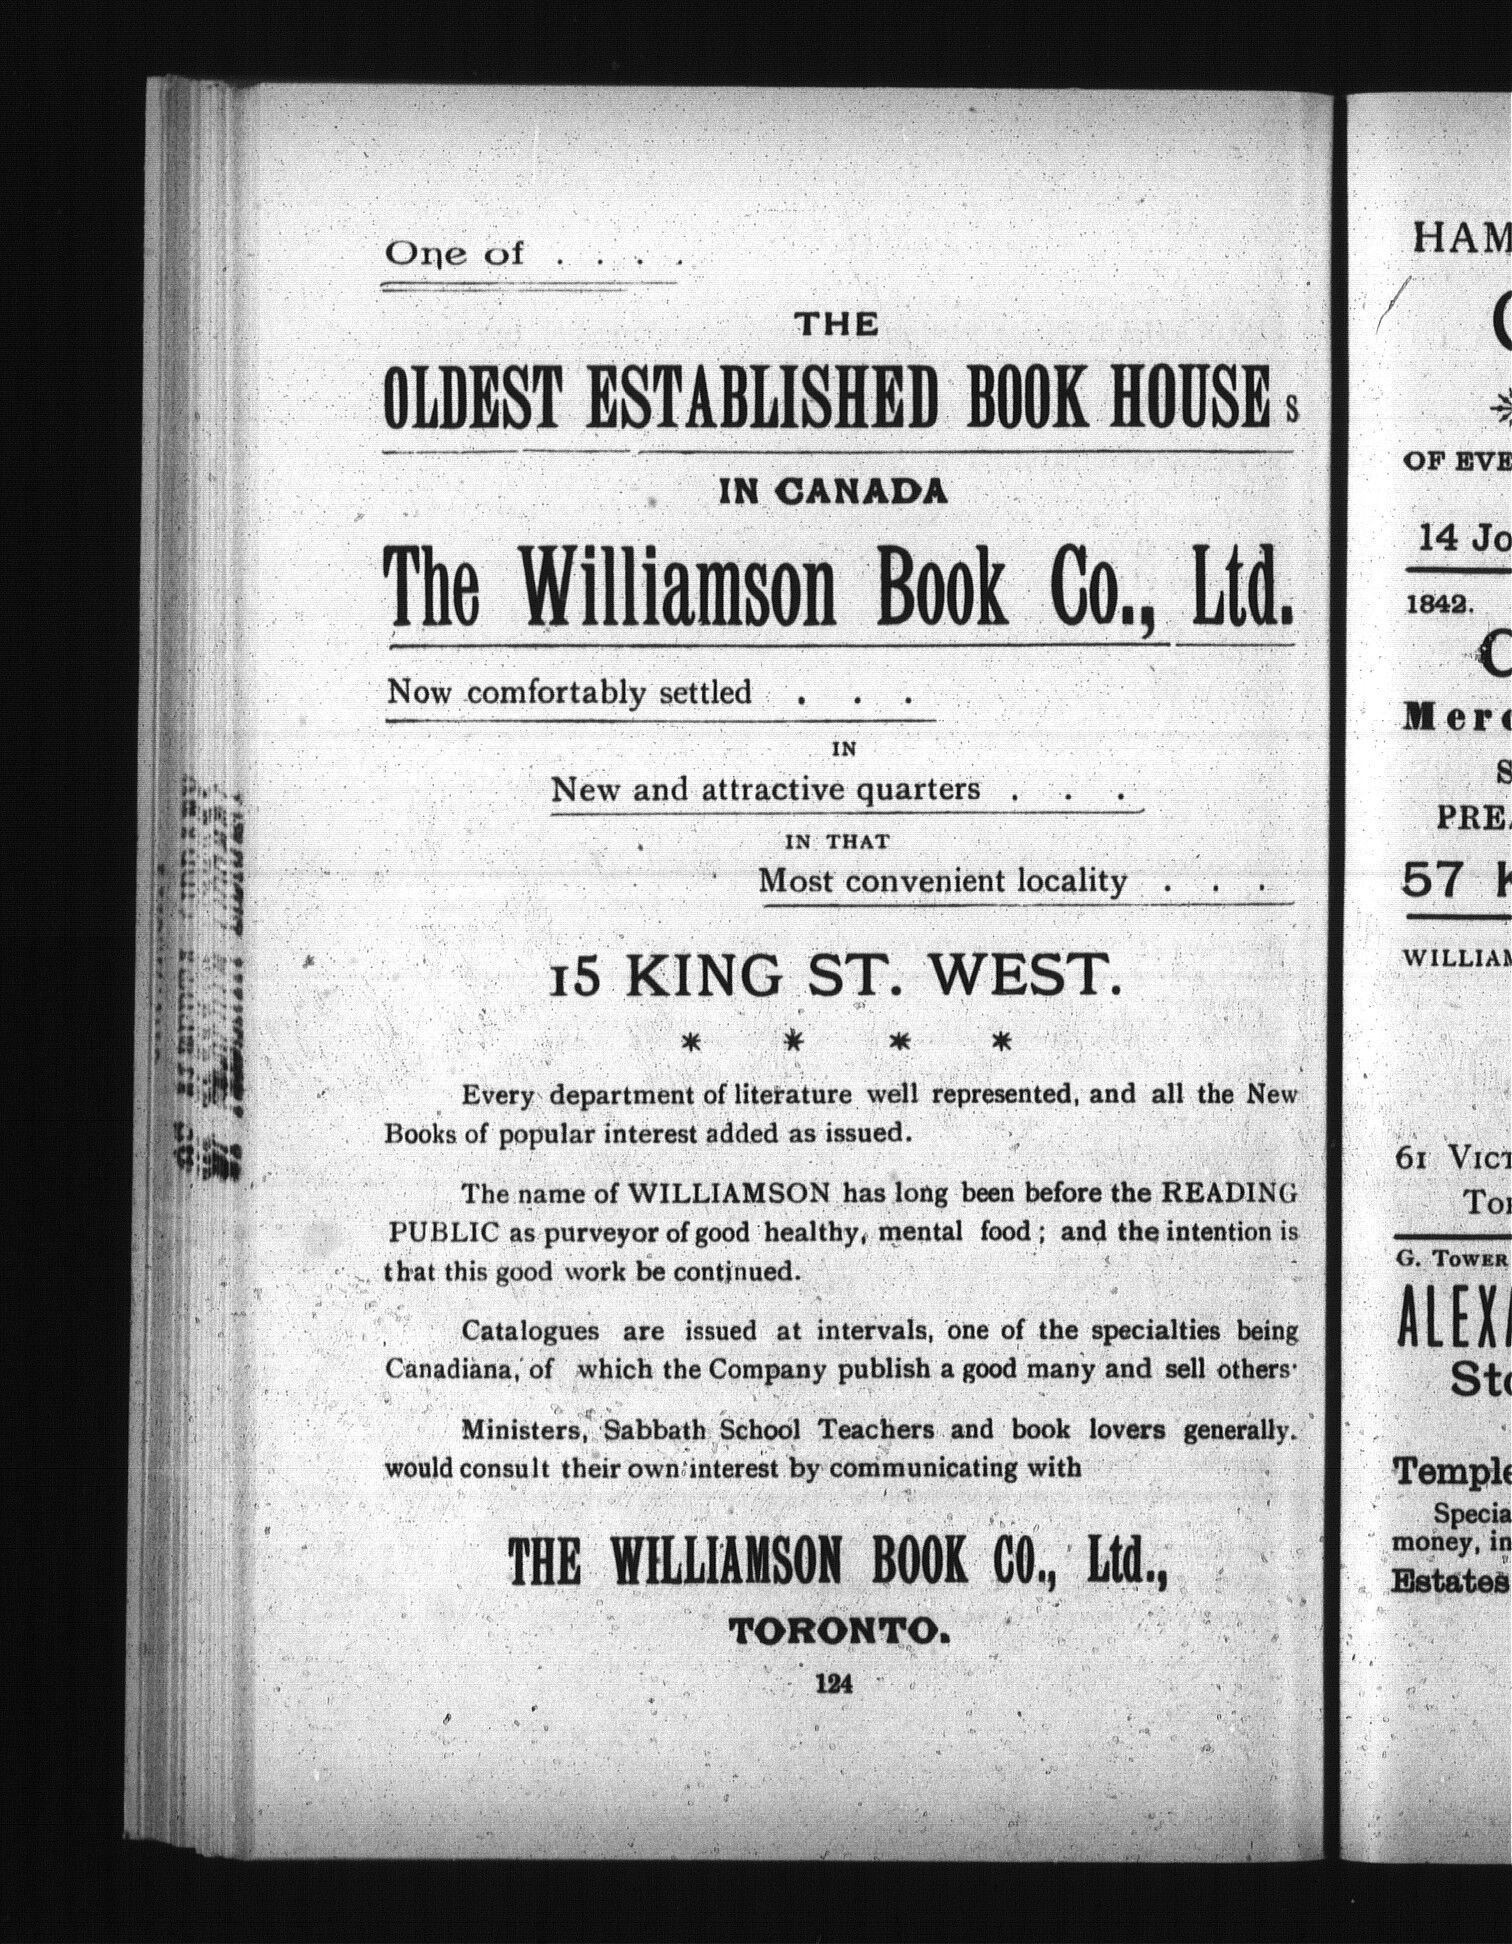 One of . . . .
THE
OLDEST ESTABLISHED BOOK HOUSE s
IN CANADA
The Williamson Book Co., Ltd.
Now comfortably settled . . .
IN
New and attractive quarters . . .
IN THAT
Most convenient locality . . .
15 KING ST. WEST.
* * * *
Every department of literature well represented, and all the New
Books of popular interest added as issued.
The name of WILLIAMSON has long been before the READING
PUBLIC as purveyor of good healthy, mental food ; and the intention is
that this good work be continued.
Catalogues are issued at intervals, one of the specialties being
Canadiana, of which the Company publish a good many and sell others·
Ministers, Sabbath School Teachers and book lovers generally.
would consult their own interest by communicating with
THE WILLIAMSON BOOK CO., Ltd.,
TORONTO.
124
HAM
OF EVE
14 Jo
1842.
Merc
PREA
57 K
WILLIAM
61 VICT
TOR
G. TOWER
ALEXA
Sto
Temple
Specia
money, in
Estates